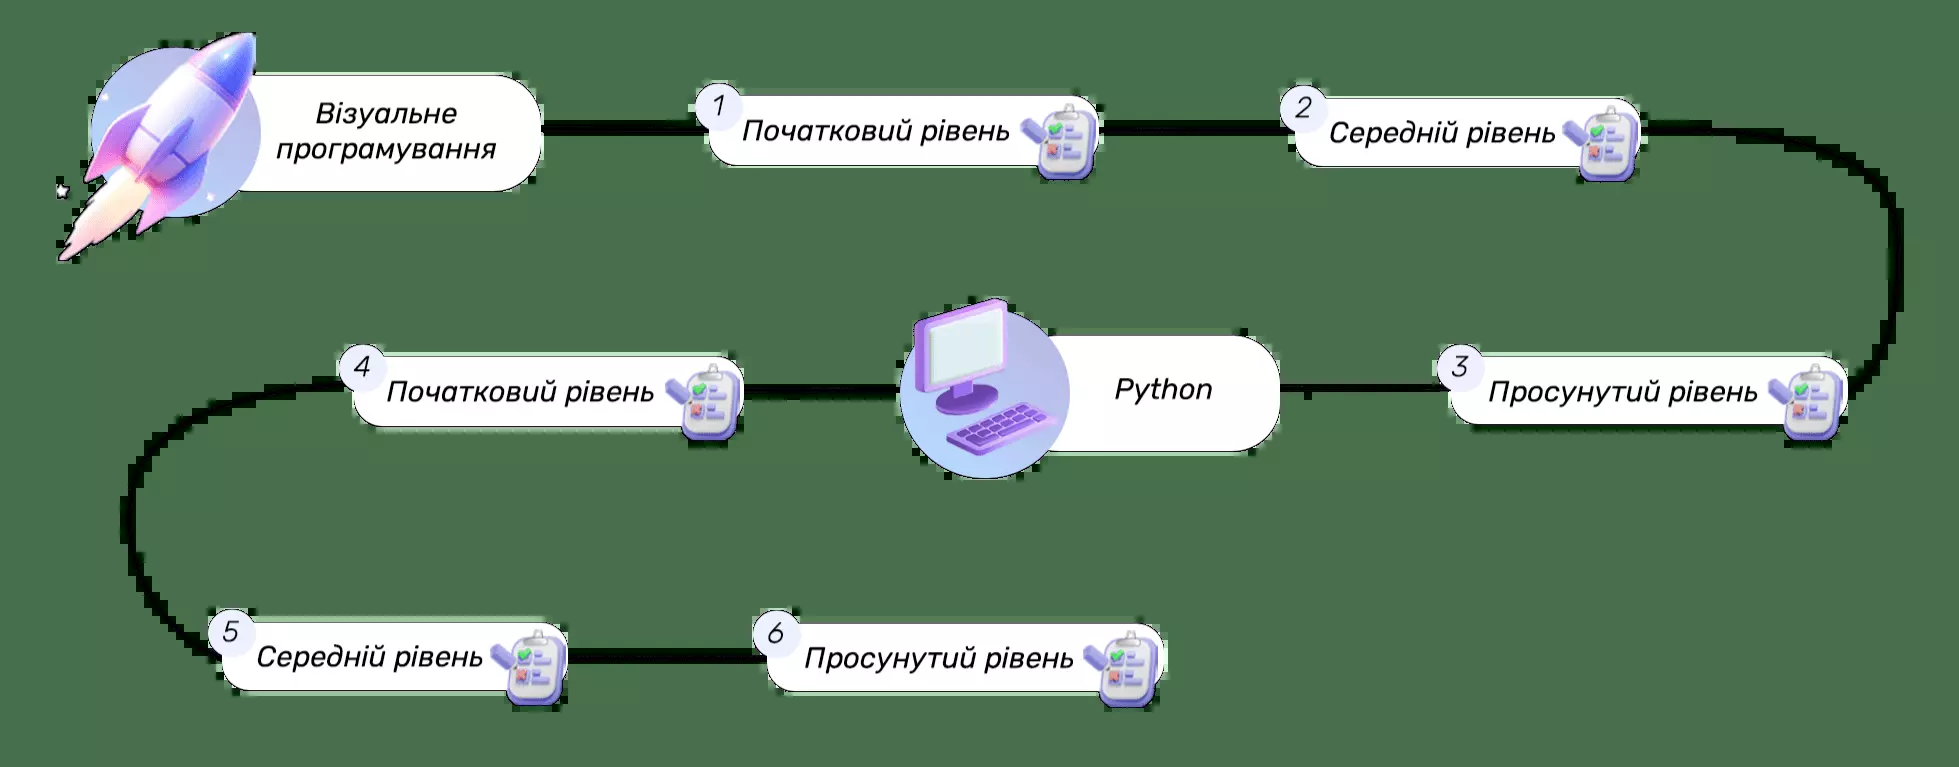 Візуальне
програмування
1
Початковий рівень
2
Середній рівень
3
Просунутий рівень
Python
4
Початковий рівень
5
Середній рівень
6
Просунутий рівень